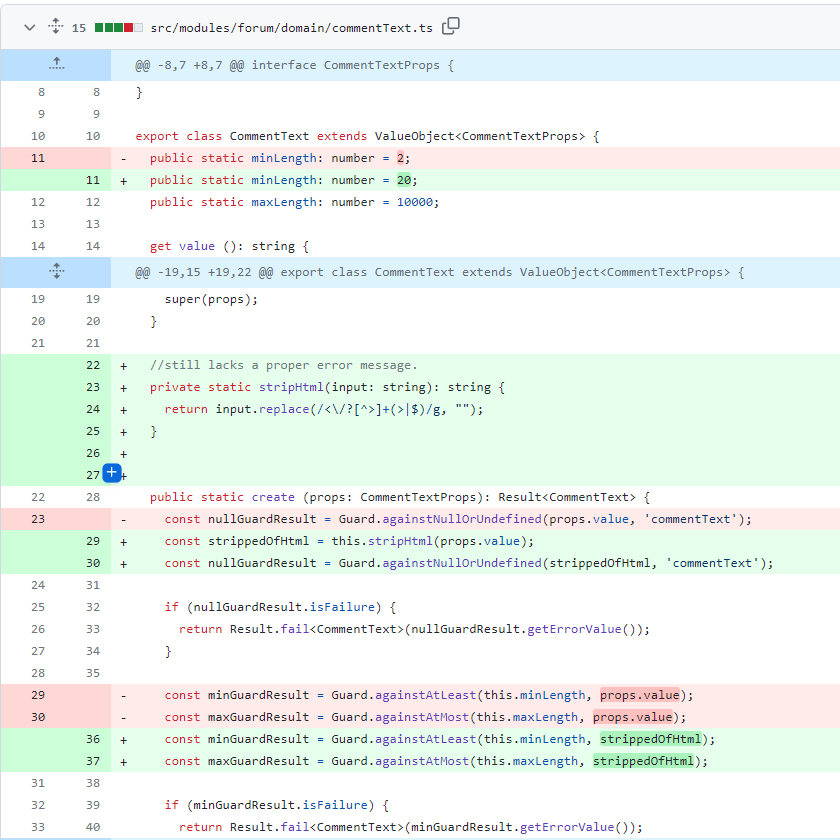 15 src/modules/forum/domain/commentText.ts
@@ -8,7 +8,7 @@ interface CommentTextProps {
8 8 }
9 9
10 10 export class CommentText extends ValueObject<CommentTextProps> {
11 - public static minLength: number = 2;
11 + public static minLength: number = 20;
12 12 public static maxLength: number = 10000;
13 13
14 14 get value (): string {
@@ -19,15 +19,22 @@ export class CommentText extends ValueObject<CommentTextProps> {
19 19 super(props);
20 20 }
21 21
22 + //still lacks a proper error message.
23 + private static stripHtml(input: string): string {
24 + return input.replace(/<\/?[^>]+(>|$)/g, "");
25 + }
26 +
27 +
22 28 public static create (props: CommentTextProps): Result<CommentText> {
23 - const nullGuardResult = Guard.againstNullOrUndefined(props.value, 'commentText');
29 + const strippedOfHtml = this.stripHtml(props.value);
30 + const nullGuardResult = Guard.againstNullOrUndefined(strippedOfHtml, 'commentText');
24 31
25 32 if (nullGuardResult.isFailure) {
26 33 return Result.fail<CommentText>(nullGuardResult.getErrorValue());
27 34 }
28 35
29 - const minGuardResult = Guard.againstAtLeast(this.minLength, props.value);
30 - const maxGuardResult = Guard.againstAtMost(this.maxLength, props.value);
36 + const minGuardResult = Guard.againstAtLeast(this.minLength, strippedOfHtml);
37 + const maxGuardResult = Guard.againstAtMost(this.maxLength, strippedOfHtml);
31 38
32 39 if (minGuardResult.isFailure) {
33 40 return Result.fail<CommentText>(minGuardResult.getErrorValue());